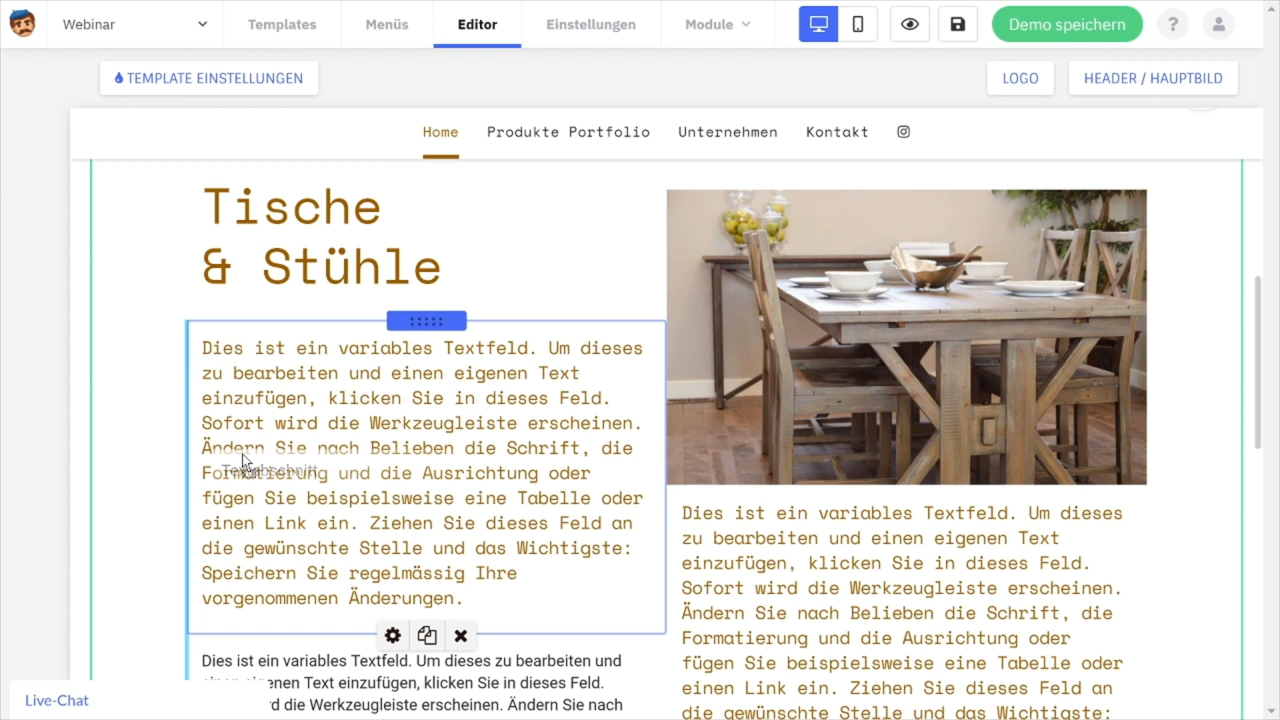 Webinar
Templates
Menüs
Editor
Einstellungen
Module
Demo speichern
?
TEMPLATE EINSTELLUNGEN
LOGO
HEADER / HAUPTBILD
Home
Produkte Portfolio
Unternehmen
Kontakt
Tische
& Stühle
Dies ist ein variables Textfeld. Um dieses
zu bearbeiten und einen eigenen Text
einzufügen, klicken Sie in dieses Feld.
Sofort wird die Werkzeugleiste erscheinen.
Ändern Sie nach Belieben die Schrift, die
Formatierung und die Ausrichtung oder
fügen Sie beispielsweise eine Tabelle oder
einen Link ein. Ziehen Sie dieses Feld an
die gewünschte Stelle und das Wichtigste:
Speichern Sie regelmässig Ihre
vorgenommenen Änderungen.
Dies ist ein variables Textfeld. Um dieses zu bearbeiten und
Text einzufügen, klicken Sie in dieses Feld.
die Werkzeugleiste erscheinen. Ändern Sie nach
Dies ist ein variables Textfeld. Um dieses
zu bearbeiten und einen eigenen Text
einzufügen, klicken Sie in dieses Feld.
Sofort wird die Werkzeugleiste erscheinen.
Ändern Sie nach Belieben die Schrift, die
Formatierung und die Ausrichtung oder
fügen Sie beispielsweise eine Tabelle oder
einen Link ein. Ziehen Sie dieses Feld an
die gewünschte Stelle und das Wichtigste:
Live-Chat